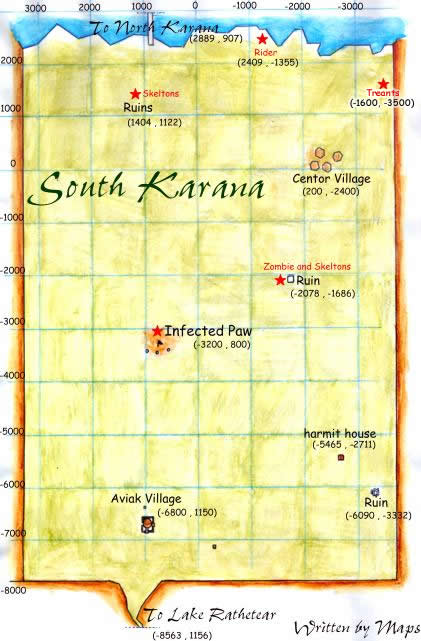 3000
2000
1000
0
-1000
-2000
-3000
To North Karana
(2889 , 907)
Rider
(2409 , -1355)
2000
Skeltons
Treants
(-1600 , -3500)
Ruins
(1404 , 1122)
1000
0
Centor Village
(200 , -2400)
South Karana
-1000
-2000
Zombie and Skeltons
Ruin
(-2078 , -1686)
-3000
Infected Paw
(-3200 , 800)
-4000
-5000
harmit house
(-5465 , -2711)
-6000
Aviak Village
(-6800 , 1150)
Ruin
(-6090 , -3332)
-7000
-8000
To Lake Rathetear
(-8563 , 1156)
Written by Maps